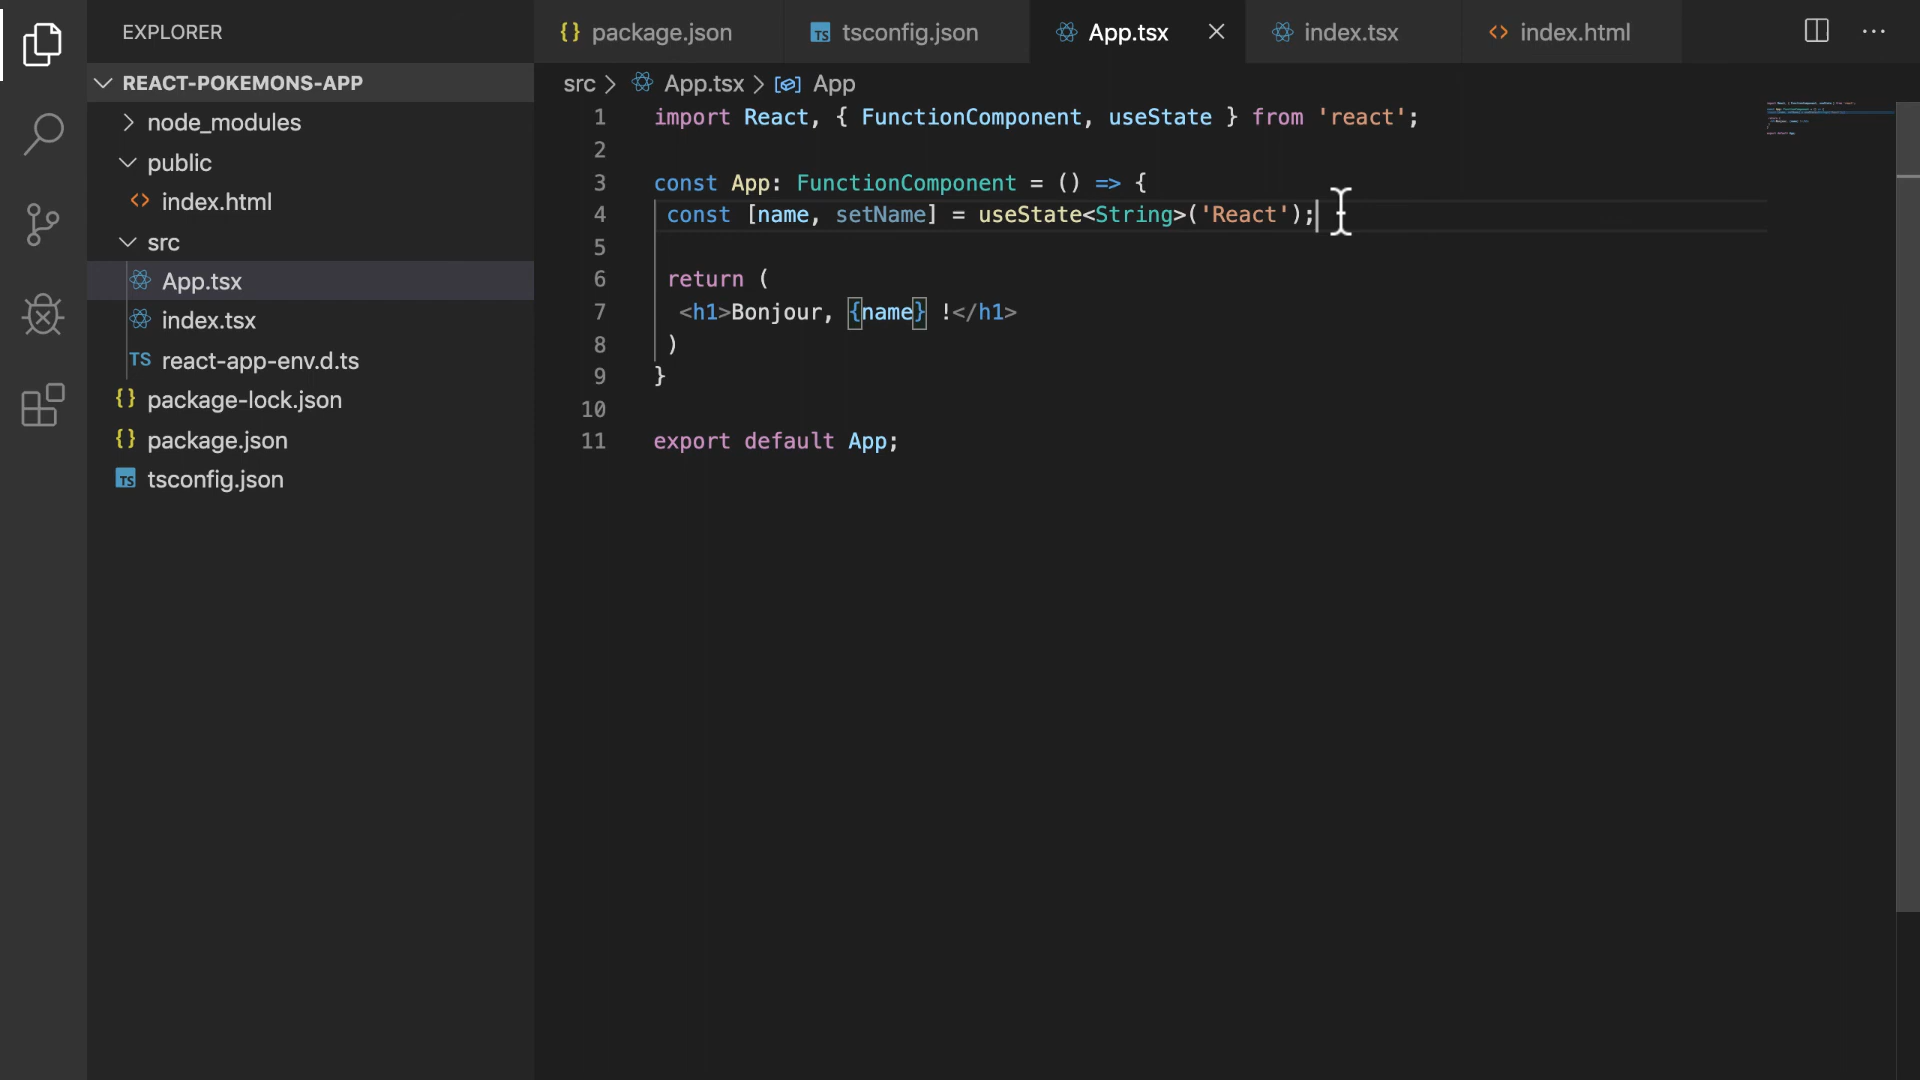 EXPLORER
REACT-POKEMONS-APP
node_modules
public
<> index.html
src
App.tsx
index.tsx
TS react-app-env.d.ts
{} package-lock.json
{} package.json
TS tsconfig.json
{} package.json
TS tsconfig.json
App.tsx
index.tsx
<> index.html
src > App.tsx > App
1 import React, { FunctionComponent, useState } from 'react';
2
3 const App: FunctionComponent = () => {
4 const [name, setName] = useState<String>('React');
5
6 return (
7 <h1>Bonjour, {name} !</h1>
8 )
9 }
10
11 export default App;